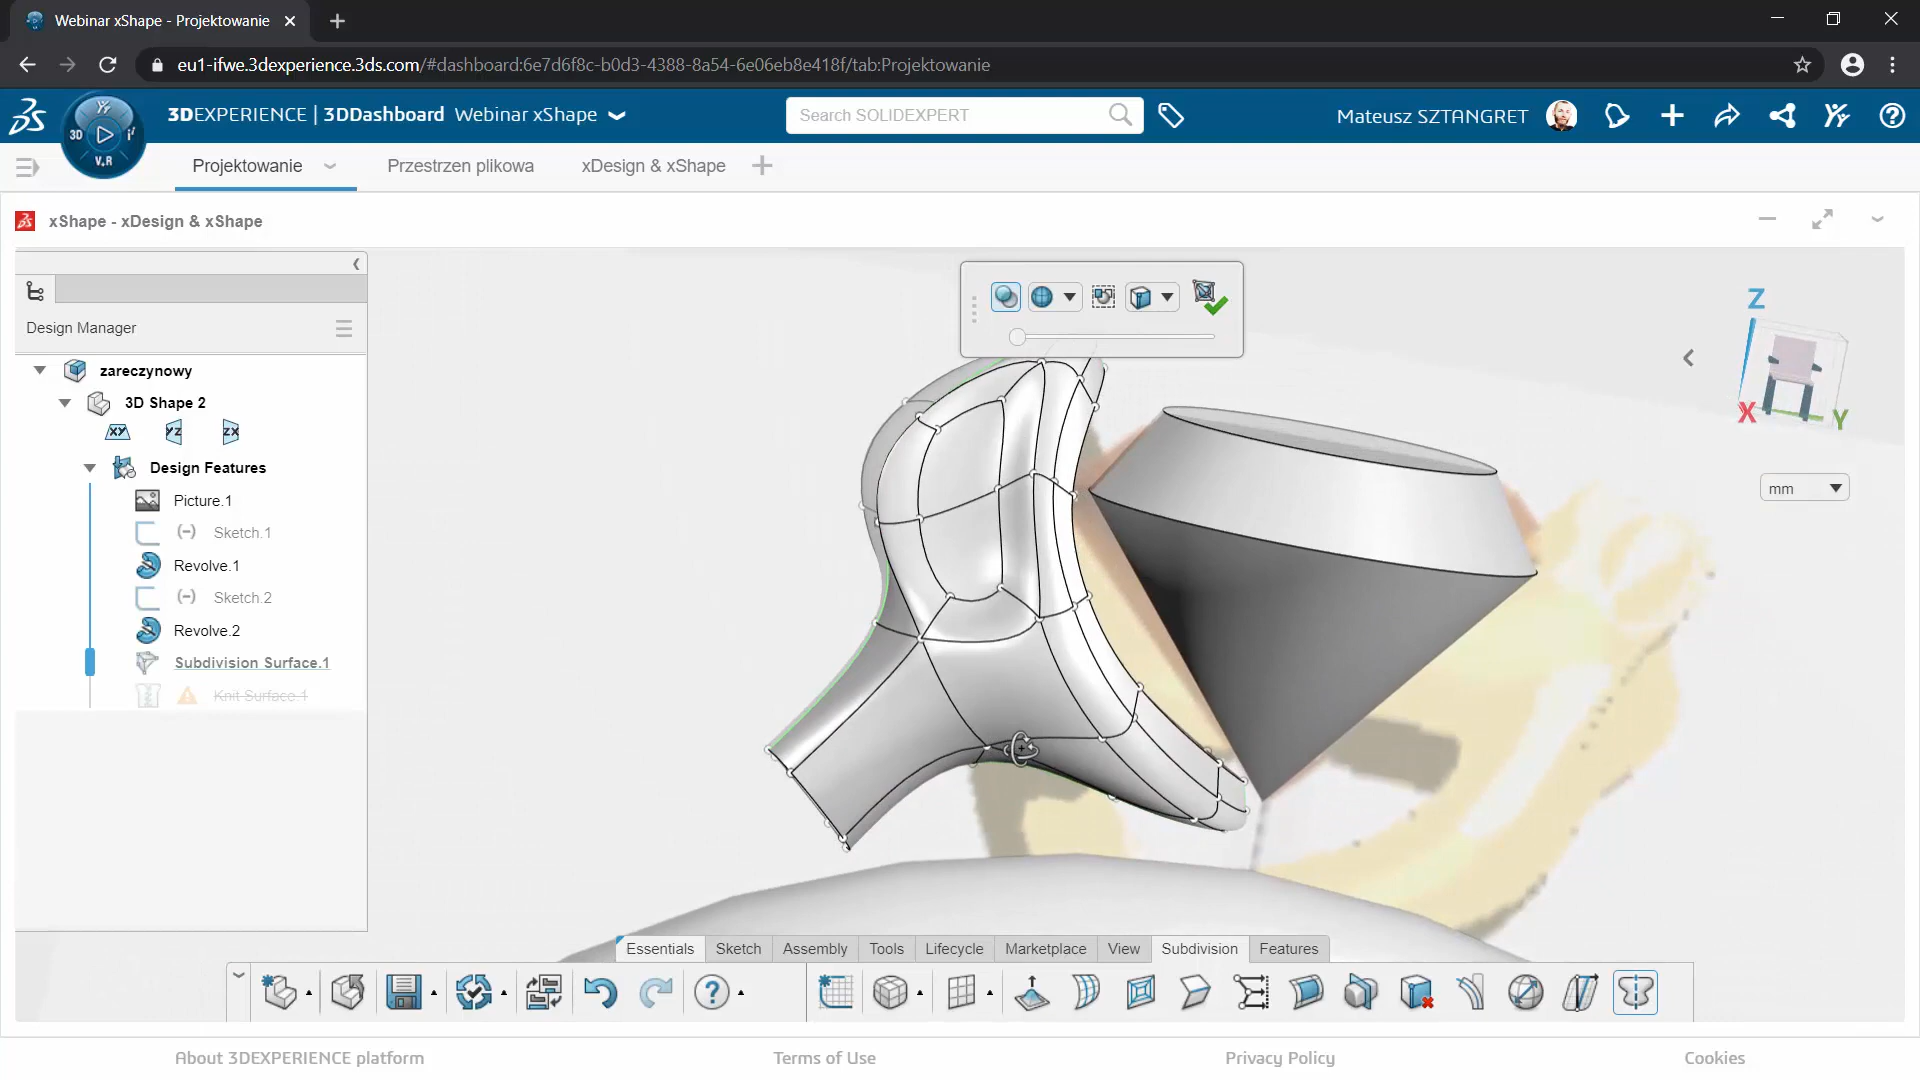 Webinar xShape - Projektowanie
eu1-ifwe.3dexperience.3ds.com/#dashboard:6e7d6f8c-b0d3-4388-8a54-6e06eb8e418f/tab:Projektowanie
3DEXPERIENCE | 3DDashboard Webinar xShape
Search SOLIDEXPERT
Mateusz SZTANGRET
3D
V.R
Projektowanie
Przestrzen plikowa
xDesign & xShape
xShape - xDesign & xShape
Design Manager
zareczynowy
3D Shape 2
XY
YZ
ZX
Design Features
Picture.1
(-) Sketch.1
Revolve.1
(-) Sketch.2
Revolve.2
Subdivision Surface.1
Knit Surface.1
Z
X
Y
mm
Essentials
Sketch
Assembly
Tools
Lifecycle
Marketplace
View
Subdivision
Features
About 3DEXPERIENCE platform
Terms of Use
Privacy Policy
Cookies